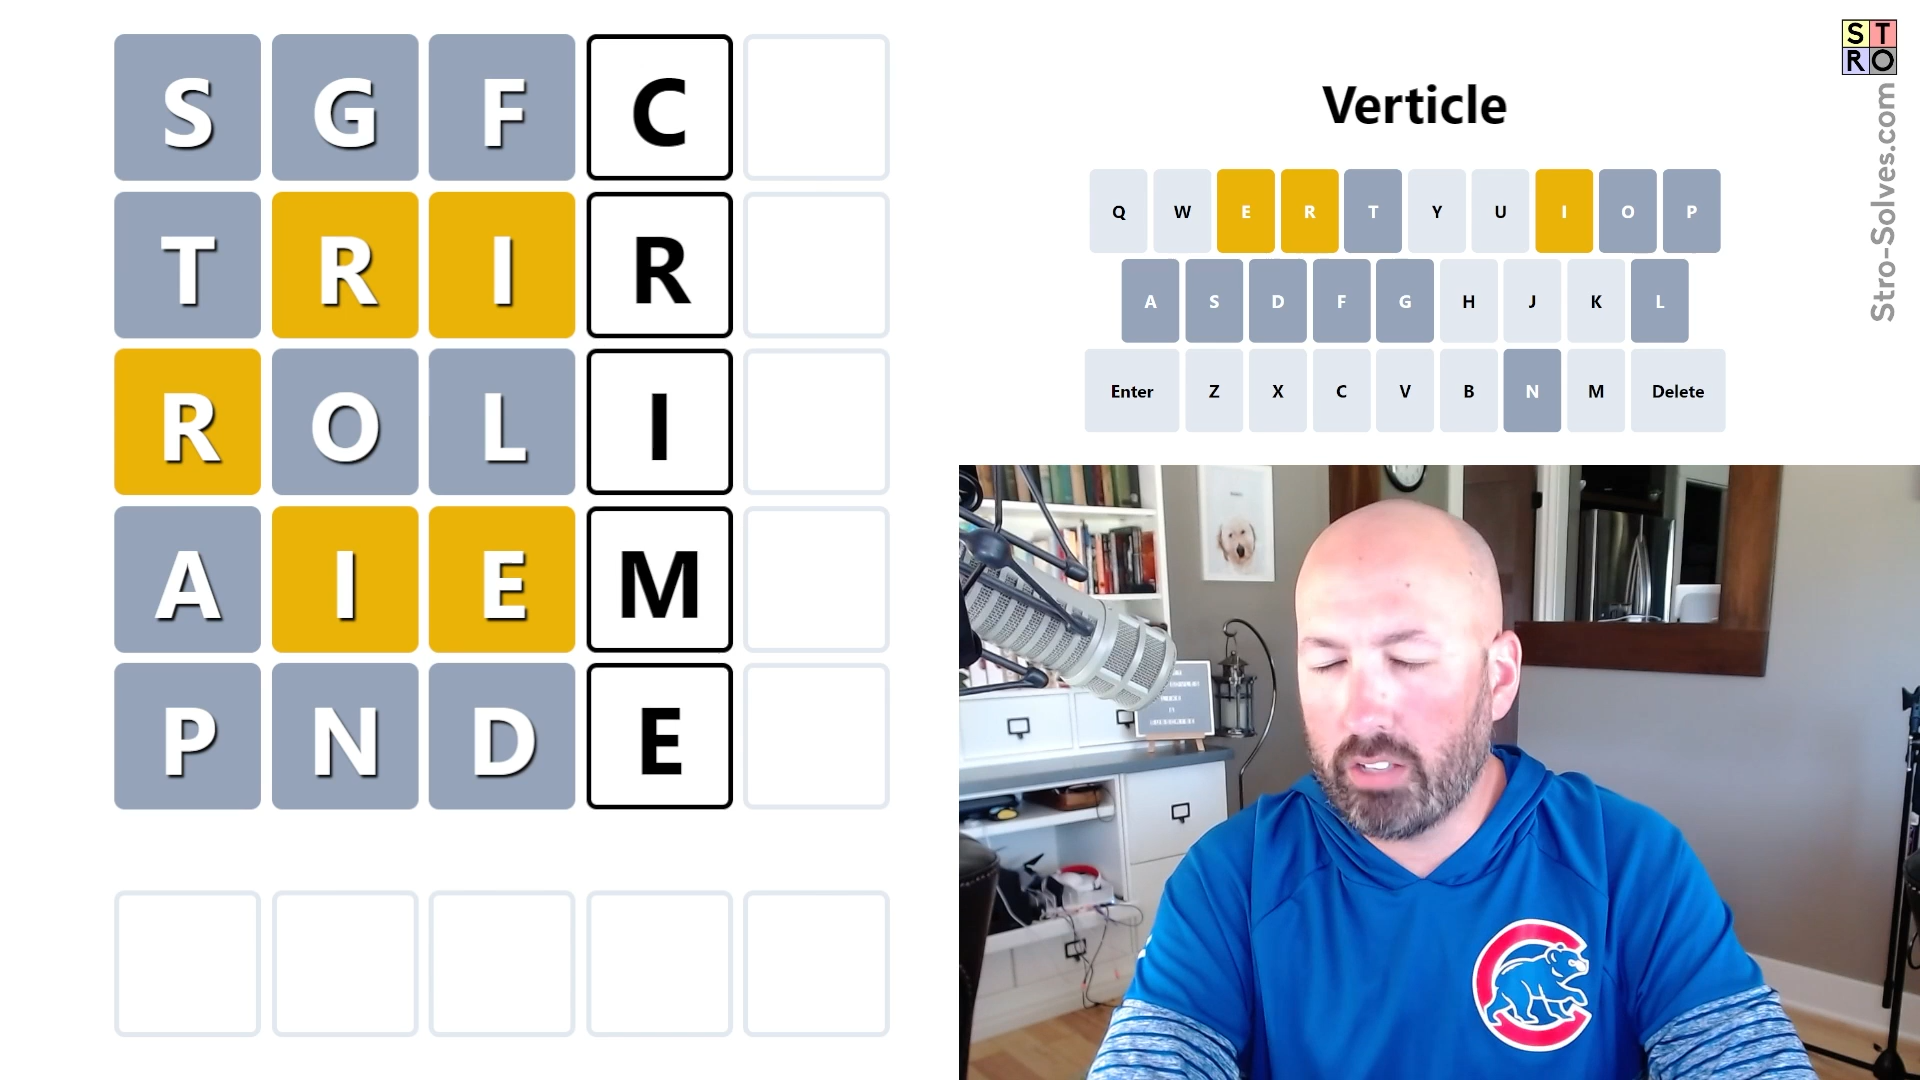 S G F C
T R I R
R O L I
A I E M
P N D E
Verticle
Q W E R T Y U I O P
A S D F G H J K L
Enter Z X C V B N M Delete
S T
R O
Stro-Solves.com